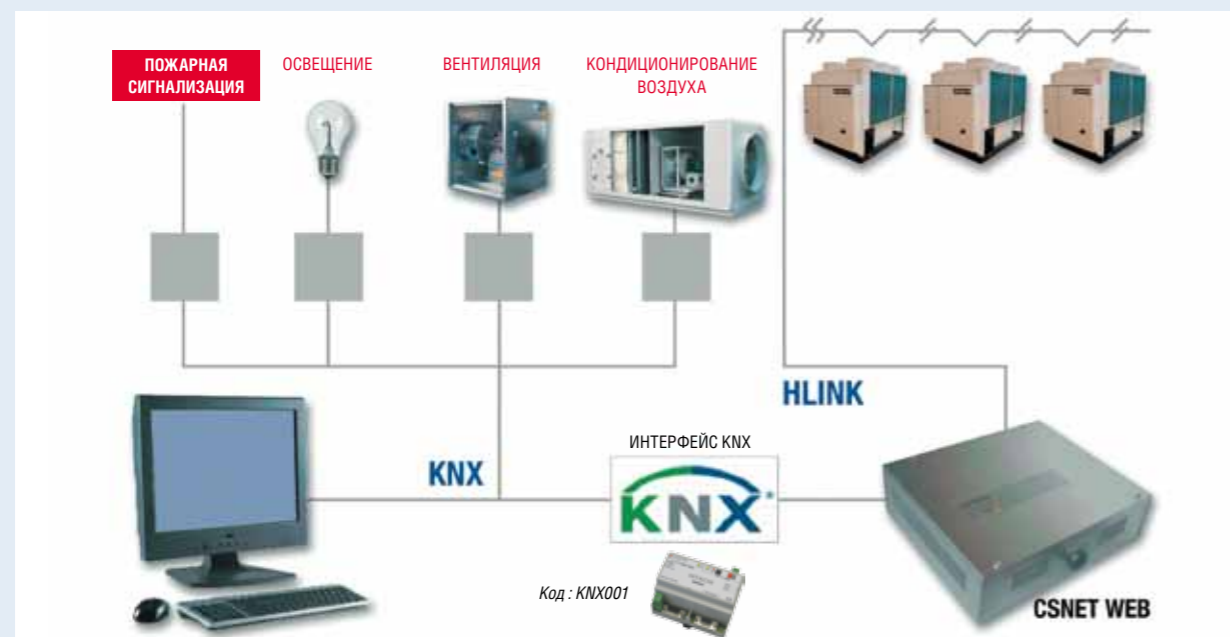 ПОЖАРНАЯ
СИГНАЛИЗАЦИЯ
ОСВЕЩЕНИЕ
ВЕНТИЛЯЦИЯ
КОНДИЦИОНИРОВАНИЕ
ВОЗДУХА
HLINK
KNX
ИНТЕРФЕЙС KNX
KNX
Код : KNX001
CSNET WEB